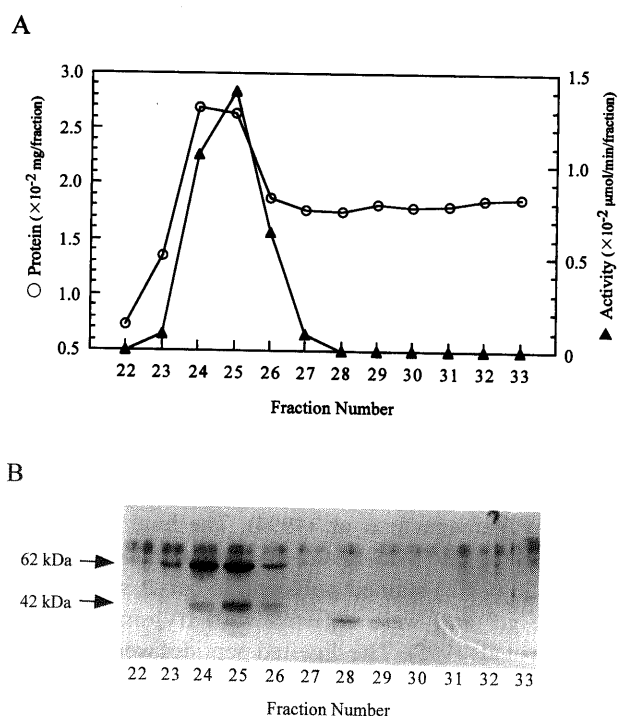 A
3.0
2.5
2.0
1.5
1.0
0.5
○ Protein (×10⁻² mg/fraction)
1.5
1.0
0.5
0
▲ Activity (×10⁻² μmol/min/fraction)
22 23 24 25 26 27 28 29 30 31 32 33
Fraction Number
B
62 kDa
42 kDa
22 23 24 25 26 27 28 29 30 31 32 33
Fraction Number